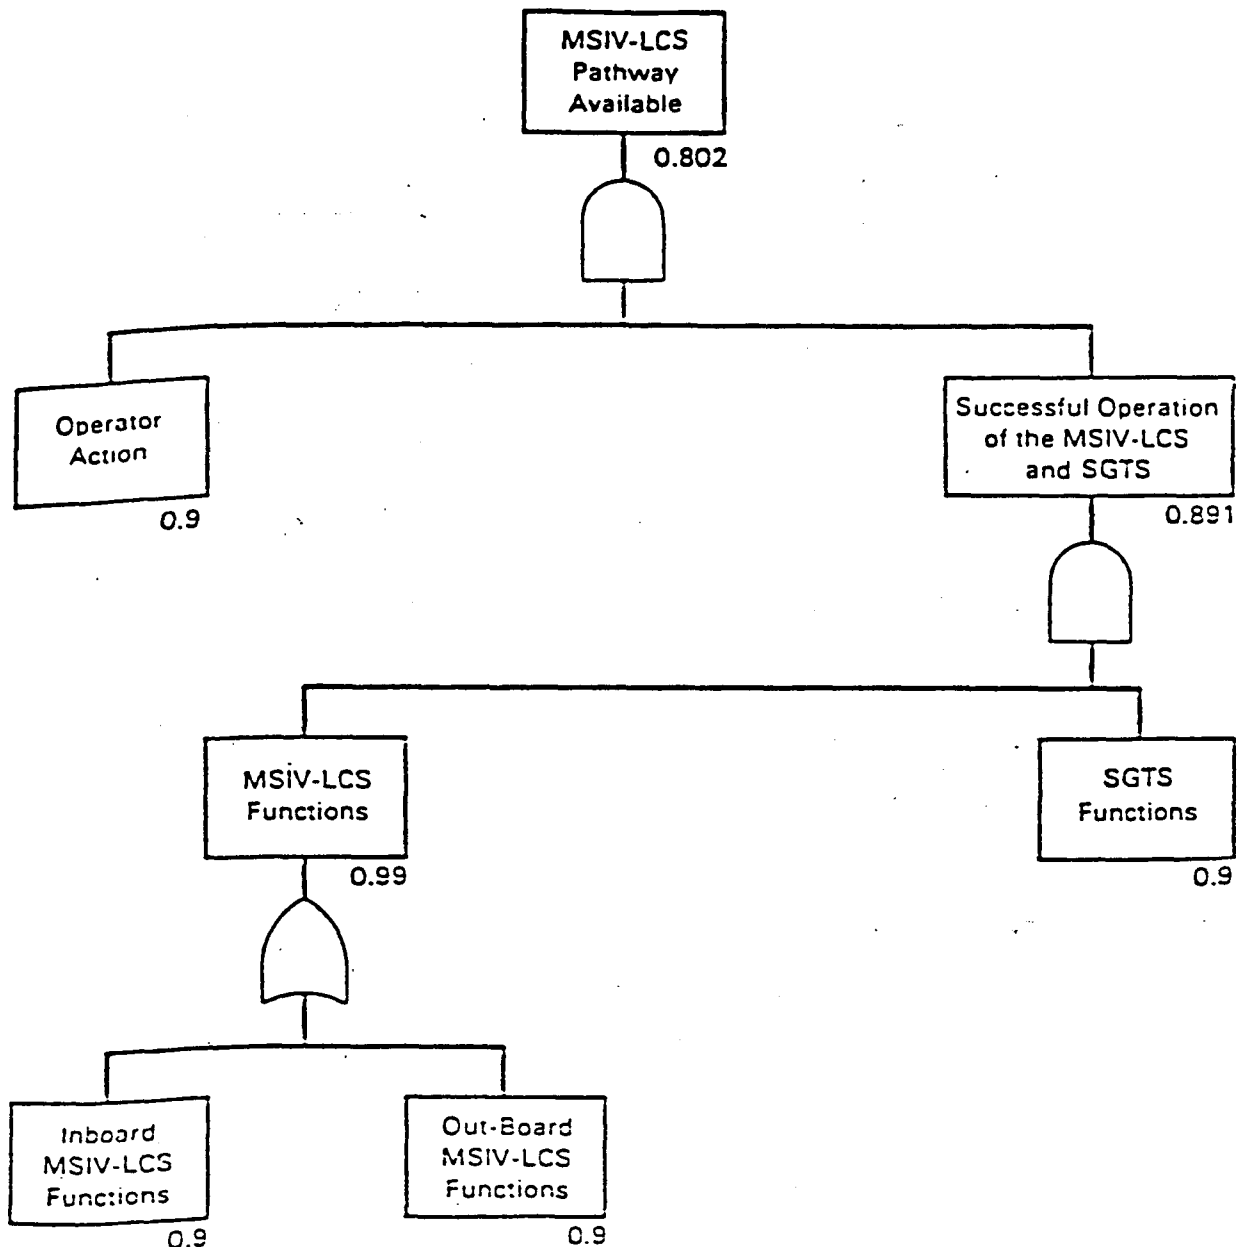 MSIV-LCS
Pathway
Available
0.802
Operator
Action
0.9
Successful Operation
of the MSIV-LCS
and SGTS
0.891
MSIV-LCS
Functions
0.99
SGTS
Functions
0.9
Inboard
MSIV-LCS
Functions
0.9
Out-Board
MSIV-LCS
Functions
0.9